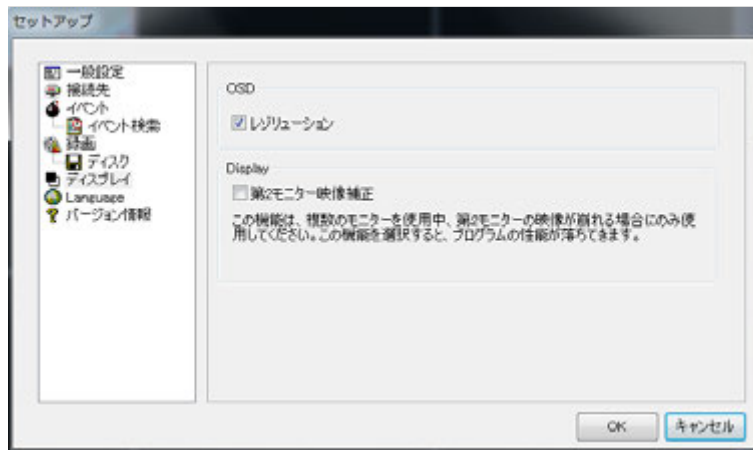 セットアップ
一般設定
接続先
イベント
イベント検索
録画
ディスク
ディスプレイ
Language
バージョン情報
OSD
レゾリューション
Display
第2モニター映像補正
この機能は、複数のモニターを使用中、第2モニターの映像が崩れる場合にのみ使
用してください。この機能を選択すると、プログラムの性能が落ちてきます。
OK
キャンセル